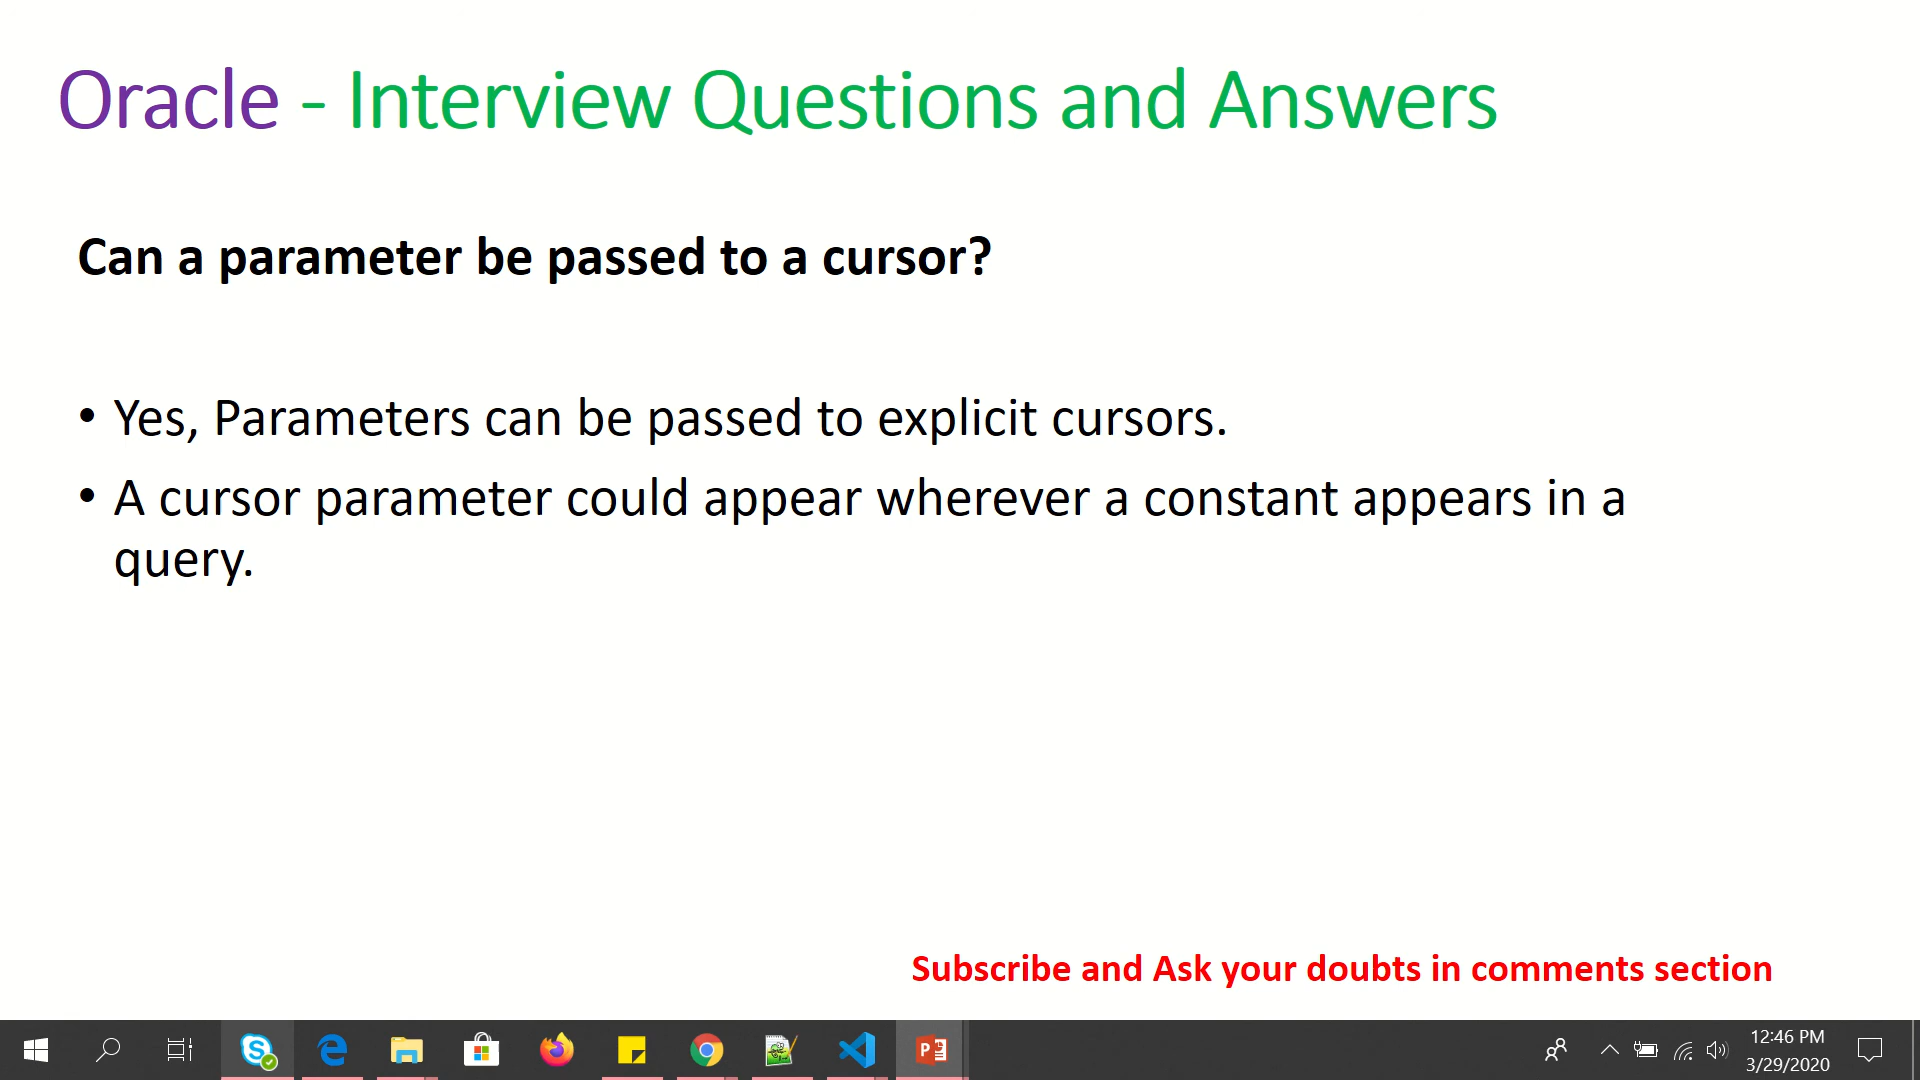 Oracle - Interview Questions and Answers
Can a parameter be passed to a cursor?
• Yes, Parameters can be passed to explicit cursors.
• A cursor parameter could appear wherever a constant appears in a
query.
Subscribe and Ask your doubts in comments section
12:46 PM
3/29/2020